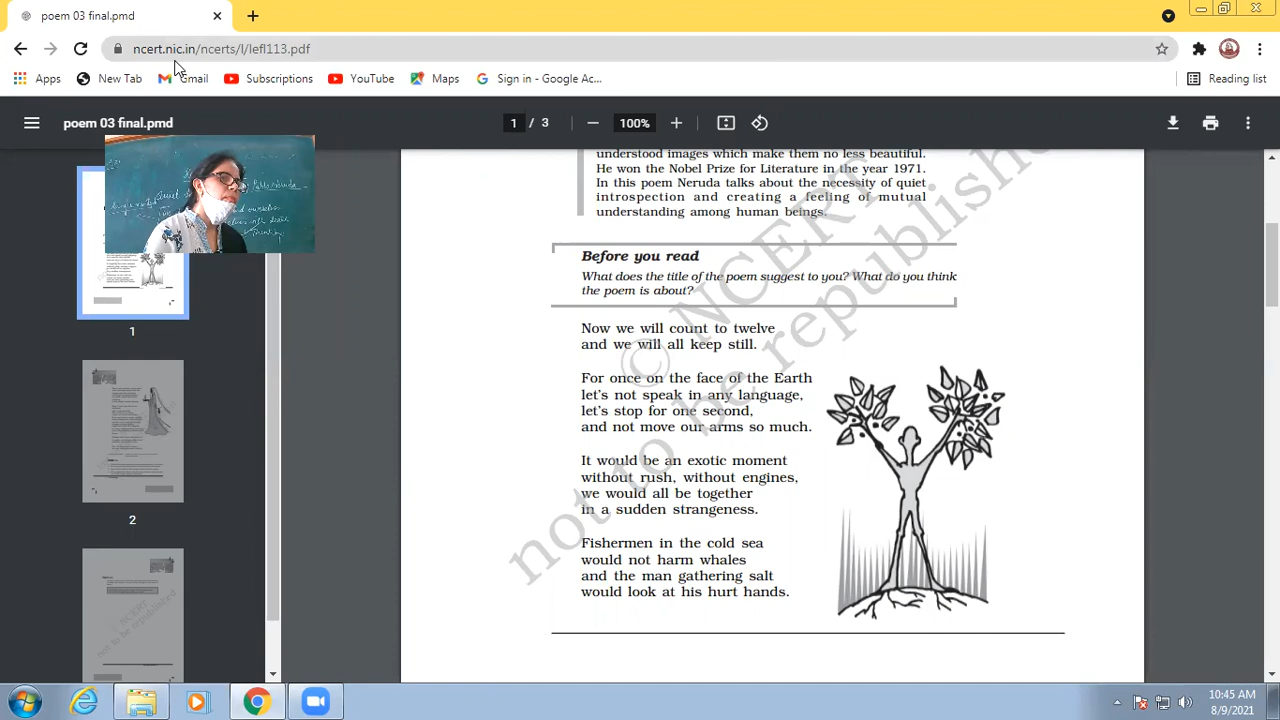 poem 03 final.pmd
ncert.nic.in/ncerts/l/lefl113.pdf
Apps
New Tab
Gmail
Subscriptions
YouTube
Maps
Sign in - Google Ac...
Reading list
poem 03 final.pmd
1 / 3
100%
understood images which make them no less beautiful.
He won the Nobel Prize for Literature in the year 1971.
In this poem Neruda talks about the necessity of quiet
introspection and creating a feeling of mutual
understanding among human beings.
Before you read
What does the title of the poem suggest to you? What do you think
the poem is about?
Now we will count to twelve
and we will all keep still.
For once on the face of the Earth
let's not speak in any language,
let's stop for one second,
and not move our arms so much.
It would be an exotic moment
without rush, without engines,
we would all be together
in a sudden strangeness.
Fishermen in the cold sea
would not harm whales
and the man gathering salt
would look at his hurt hands.
© NCERT
not to be republishe
1
2
10:45 AM
8/9/2021